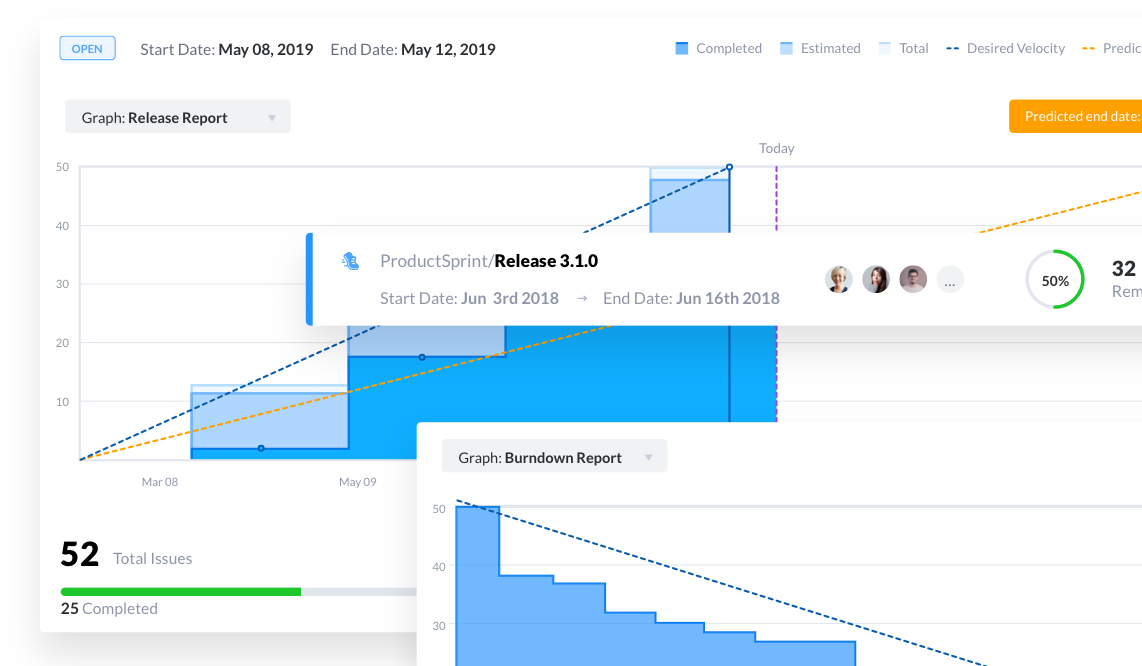 OPEN Start Date: May 08, 2019 End Date: May 12, 2019
Completed Estimated Total Desired Velocity
Graph: Release Report
Predicted end date:
Today
50
40
30
20
10
ProductSprint/Release 3.1.0
Start Date: Jun 3rd 2018 → End Date: Jun 16th 2018
...
50%
32
Mar 08 May 09
52 Total Issues
25 Completed
Graph: Burndown Report
50
40
30